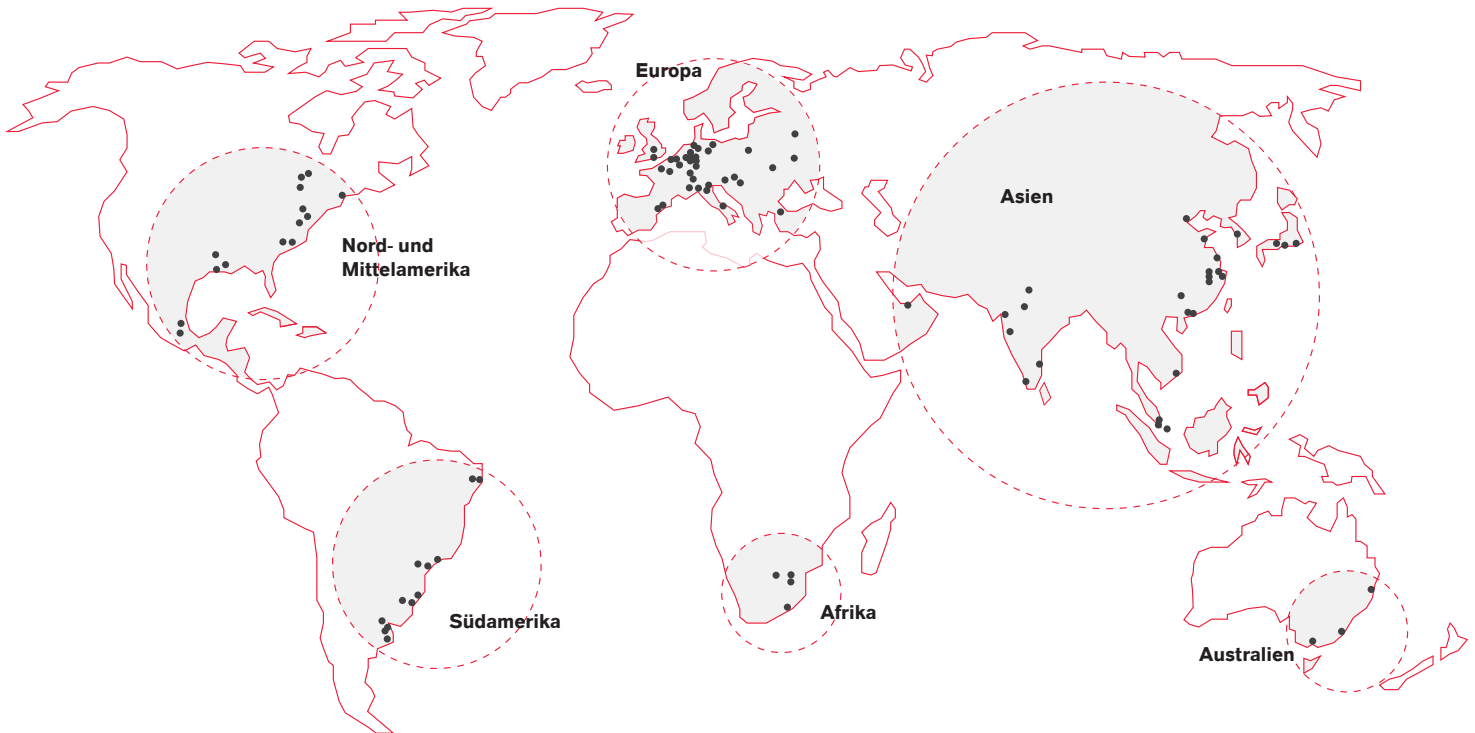 Europa
Asien
Nord- und
Mittelamerika
Südamerika
Afrika
Australien